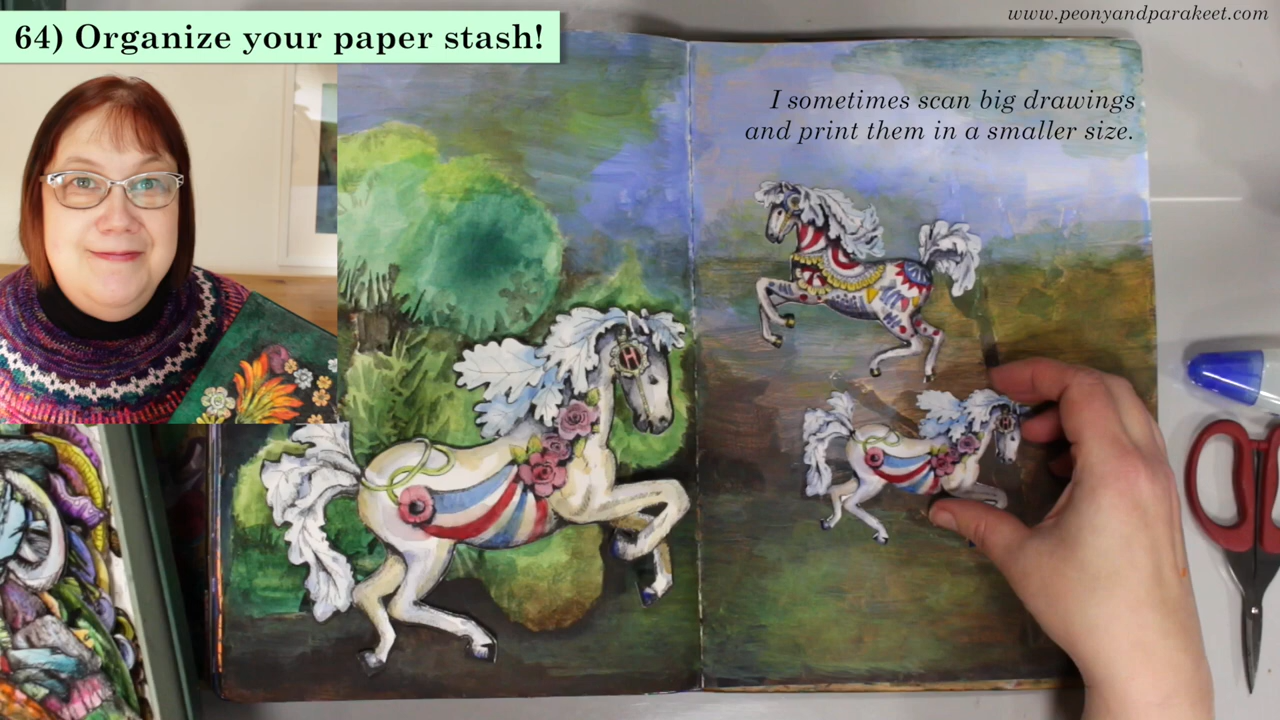 64) Organize your paper stash!
www.peonyandparakeet.com
I sometimes scan big drawings
and print them in a smaller size.
H